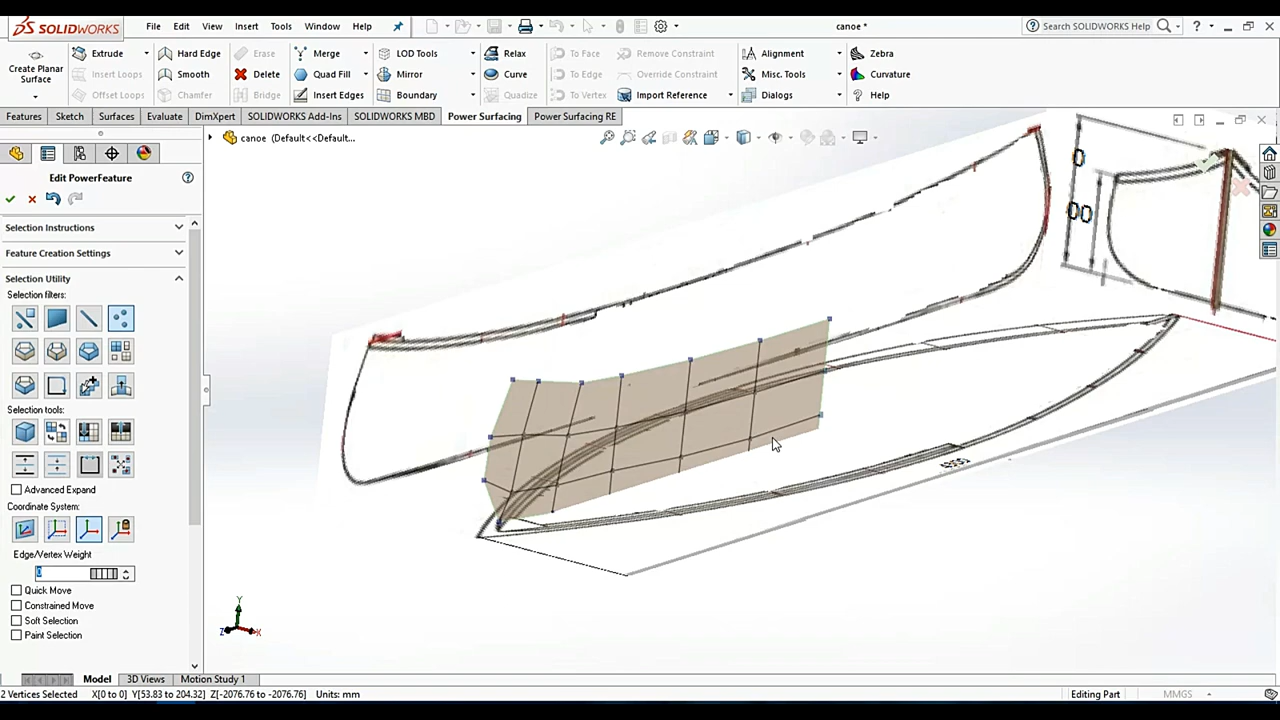 SOLIDWORKS File Edit View Insert Tools Window Help canoe * Search SOLIDWORKS Help
Create Planar Surface
Extrude Hard Edge Erase Merge LOD Tools Relax To Face Remove Constraint Alignment Zebra
Insert Loops Smooth Delete Quad Fill Mirror Curve To Edge Override Constraint Misc. Tools Curvature
Offset Loops Chamfer Bridge Insert Edges Boundary Quadize To Vertex Import Reference Dialogs Help
Features Sketch Surfaces Evaluate DimXpert SOLIDWORKS Add-Ins SOLIDWORKS MBD Power Surfacing Power Surfacing RE
canoe (Default<<Default...
Edit PowerFeature
Selection Instructions
Feature Creation Settings
Selection Utility
Selection filters:
Selection tools:
Advanced Expand
Coordinate System:
Edge/Vertex Weight
0
Quick Move
Constrained Move
Soft Selection
Paint Selection
Y
Z X
Model 3D Views Motion Study 1
2 Vertices Selected X[0 to 0] Y[53.83 to 204.32] Z[-2076.76 to -2076.76] Units: mm Editing Part MMGS